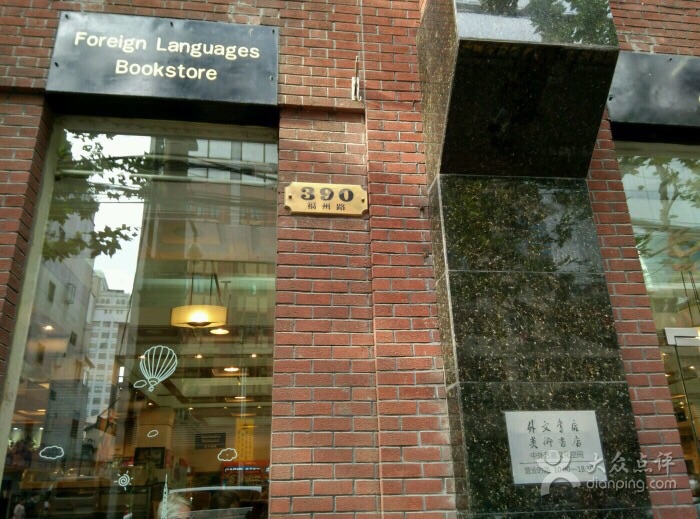 Foreign Languages
Bookstore
390
福州路
外文书店
美术书店
大众点评
dianping.com